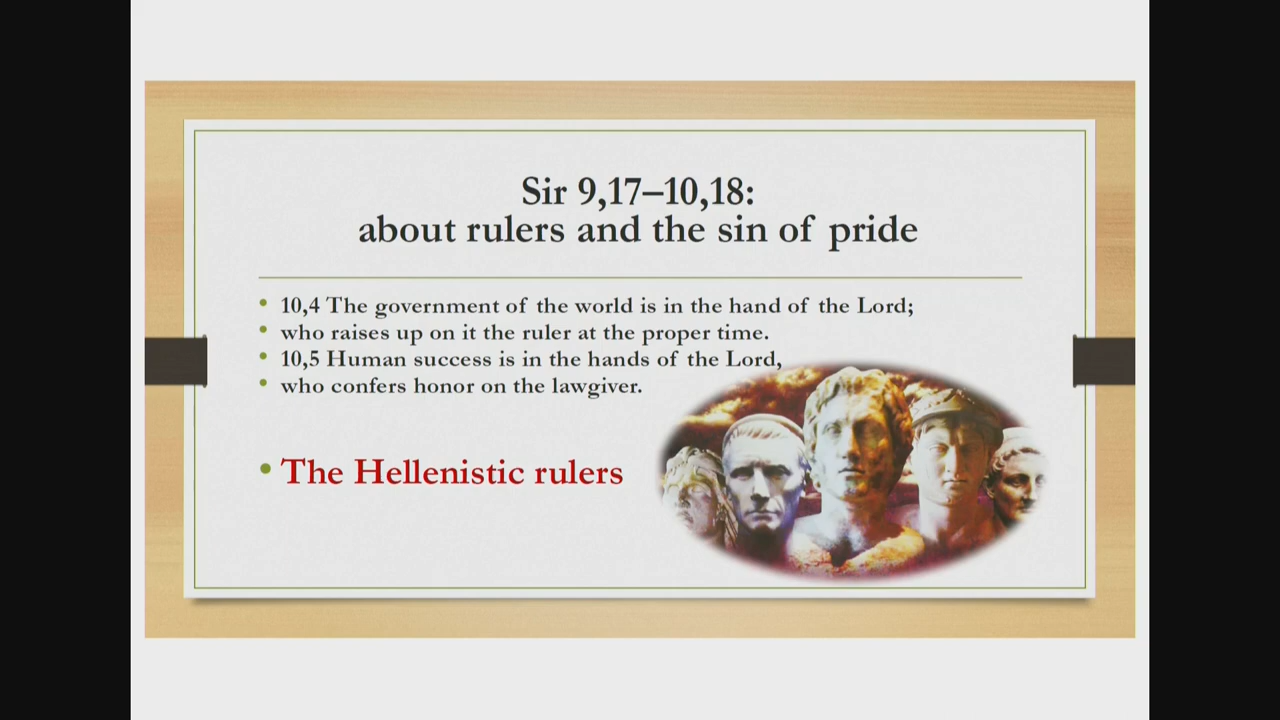 Sir 9,17–10,18:
about rulers and the sin of pride
• 10,4 The government of the world is in the hand of the Lord;
• who raises up on it the ruler at the proper time.
• 10,5 Human success is in the hands of the Lord,
• who confers honor on the lawgiver.
• The Hellenistic rulers